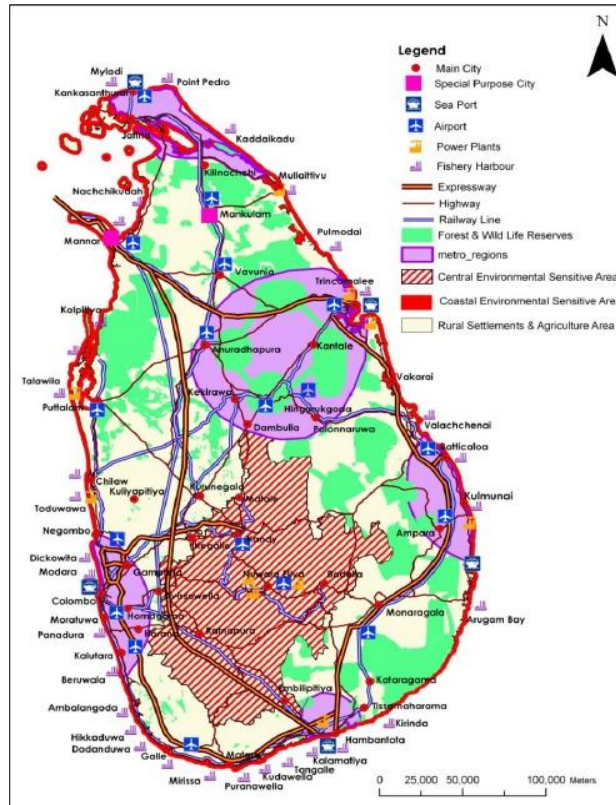 N
Legend
Main City
Special Purpose City
Sea Port
Airport
Power Plants
Fishery Harbour
Expressway
Highway
Railway Line
Forest & Wild Life Reserves
metro_regions
Central Environmental Sensitive Area
Coastal Environmental Sensitive Area
Rural Settlements & Agriculture Area
Myladi
Point Pedro
Kankasanthurai
Jaffna
Kaddaikadu
Kilinochchi
Mullaittivu
Nachchikudah
Mankulam
Pulmodai
Mannar
Vavunia
Trincomalee
Kalpitiya
Anuradhapura
Kantale
Vakarai
Talawila
Kekirawa
Hingurukgoda
Puttalam
Dambulla
Polonnaruwa
Valachchenai
Batticaloa
Chilaw
Kurunegala
Kuliyapitiya
Matale
Kulmunai
Toduwawa
Ampara
Negombo
Kandy
Kegalle
Dickowita
Gampaha
Nuwara Eliya
Badulla
Modara
Avissawella
Colombo
Monaragala
Arugam Bay
Moratuwa
Homagama
Horana
Ratnapura
Panadura
Kalutara
Kataragama
Beruwala
Embilipitiya
Tissamaharama
Ambalangoda
Kirinda
Hikkaduwa
Hambantota
Dodanduwa
Galle
Matara
Kalamatiya
Tangalle
Mirissa
Kudawella
Puranawella
0 25,000 50,000 100,000 Meters